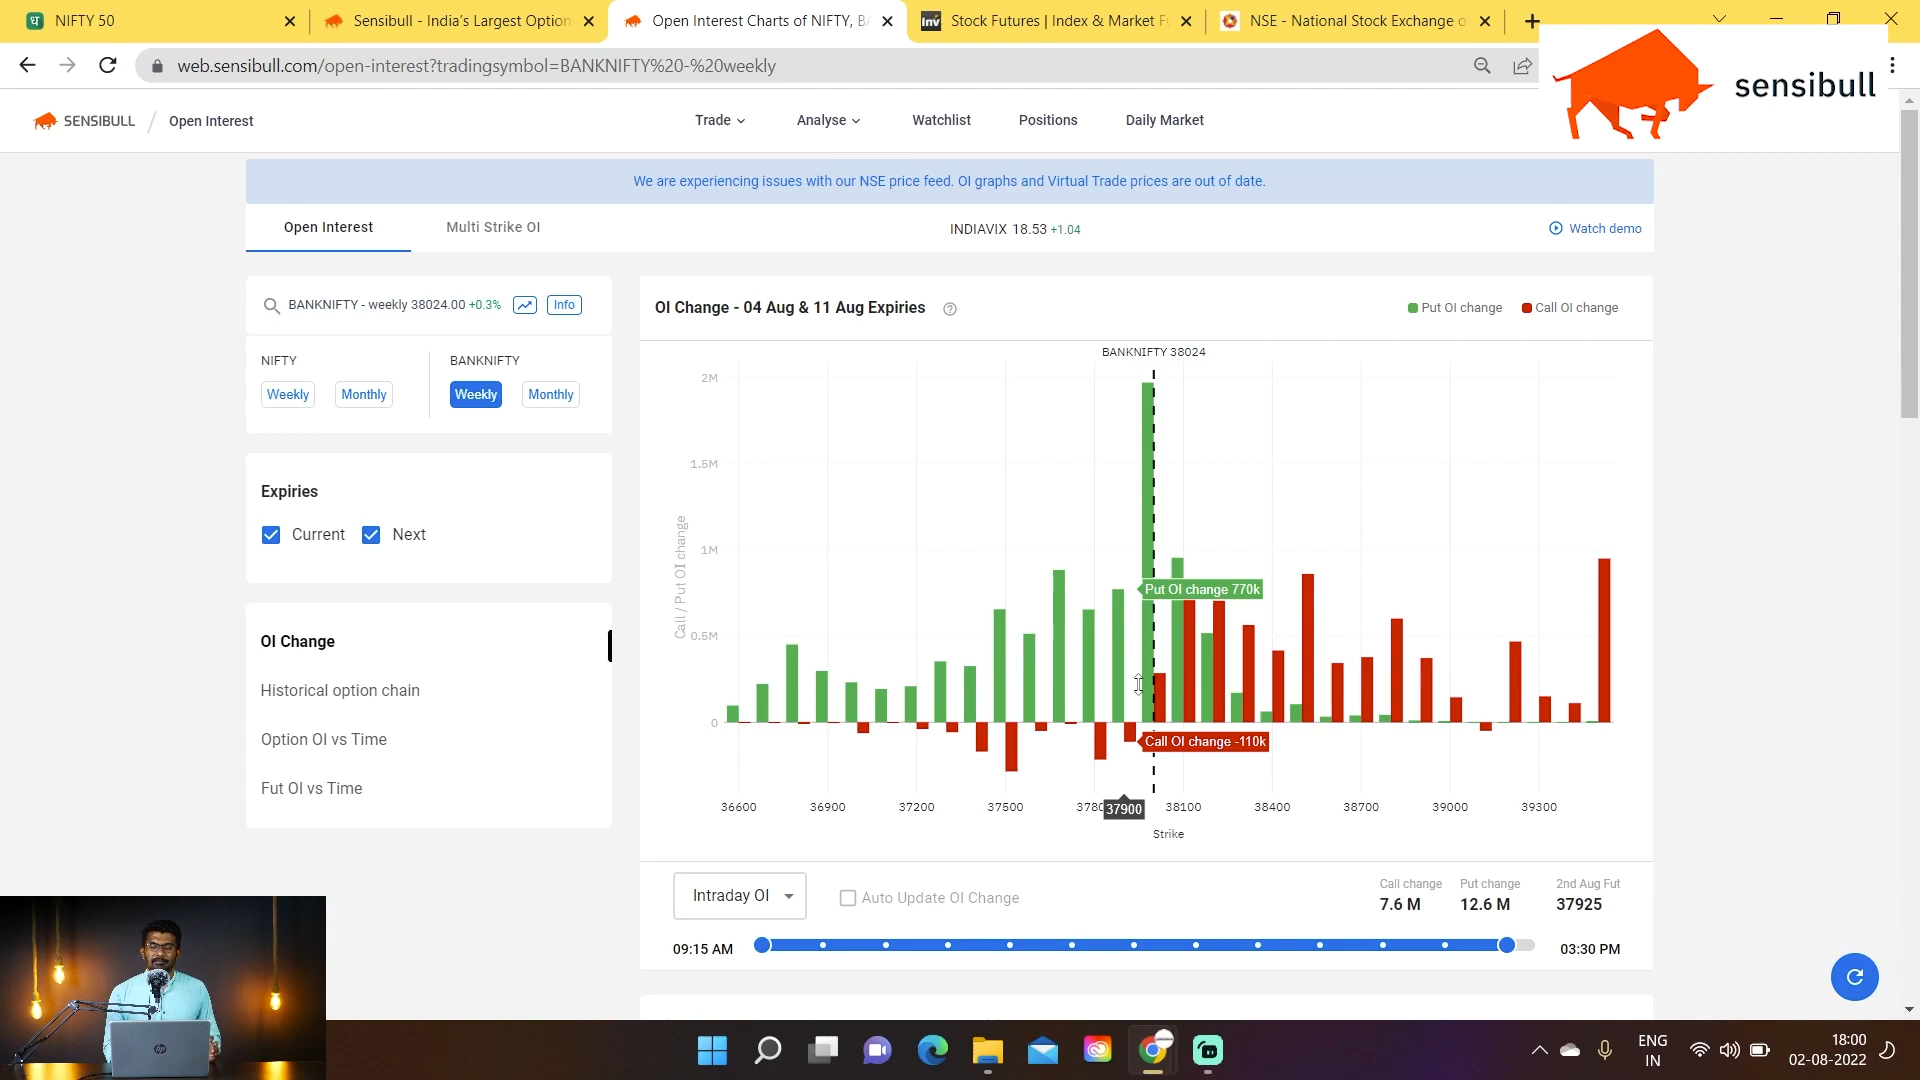 NIFTY 50
Sensibull - India's Largest Option
Open Interest Charts of NIFTY, BA
Stock Futures | Index & Market Fu
NSE - National Stock Exchange o
web.sensibull.com/open-interest?tradingsymbol=BANKNIFTY%20-%20weekly
sensibull
SENSIBULL / Open Interest
Trade
Analyse
Watchlist
Positions
Daily Market
We are experiencing issues with our NSE price feed. OI graphs and Virtual Trade prices are out of date.
Open Interest
Multi Strike OI
INDIAVIX 18.53 +1.04
Watch demo
BANKNIFTY - weekly 38024.00 +0.3%
Info
NIFTY
BANKNIFTY
Weekly
Monthly
Weekly
Monthly
Expiries
Current
Next
OI Change
Historical option chain
Option OI vs Time
Fut OI vs Time
OI Change - 04 Aug & 11 Aug Expiries
Put OI change
Call OI change
BANKNIFTY 38024
2M
1.5M
1M
0.5M
0
Call / Put OI change
Put OI change 770k
Call OI change -110k
36600
36900
37200
37500
37900
38100
38400
38700
39000
39300
Strike
Intraday OI
Auto Update OI Change
Call change
7.6 M
Put change
12.6 M
2nd Aug Fut
37925
09:15 AM
03:30 PM
hp
ENG
IN
18:00
02-08-2022